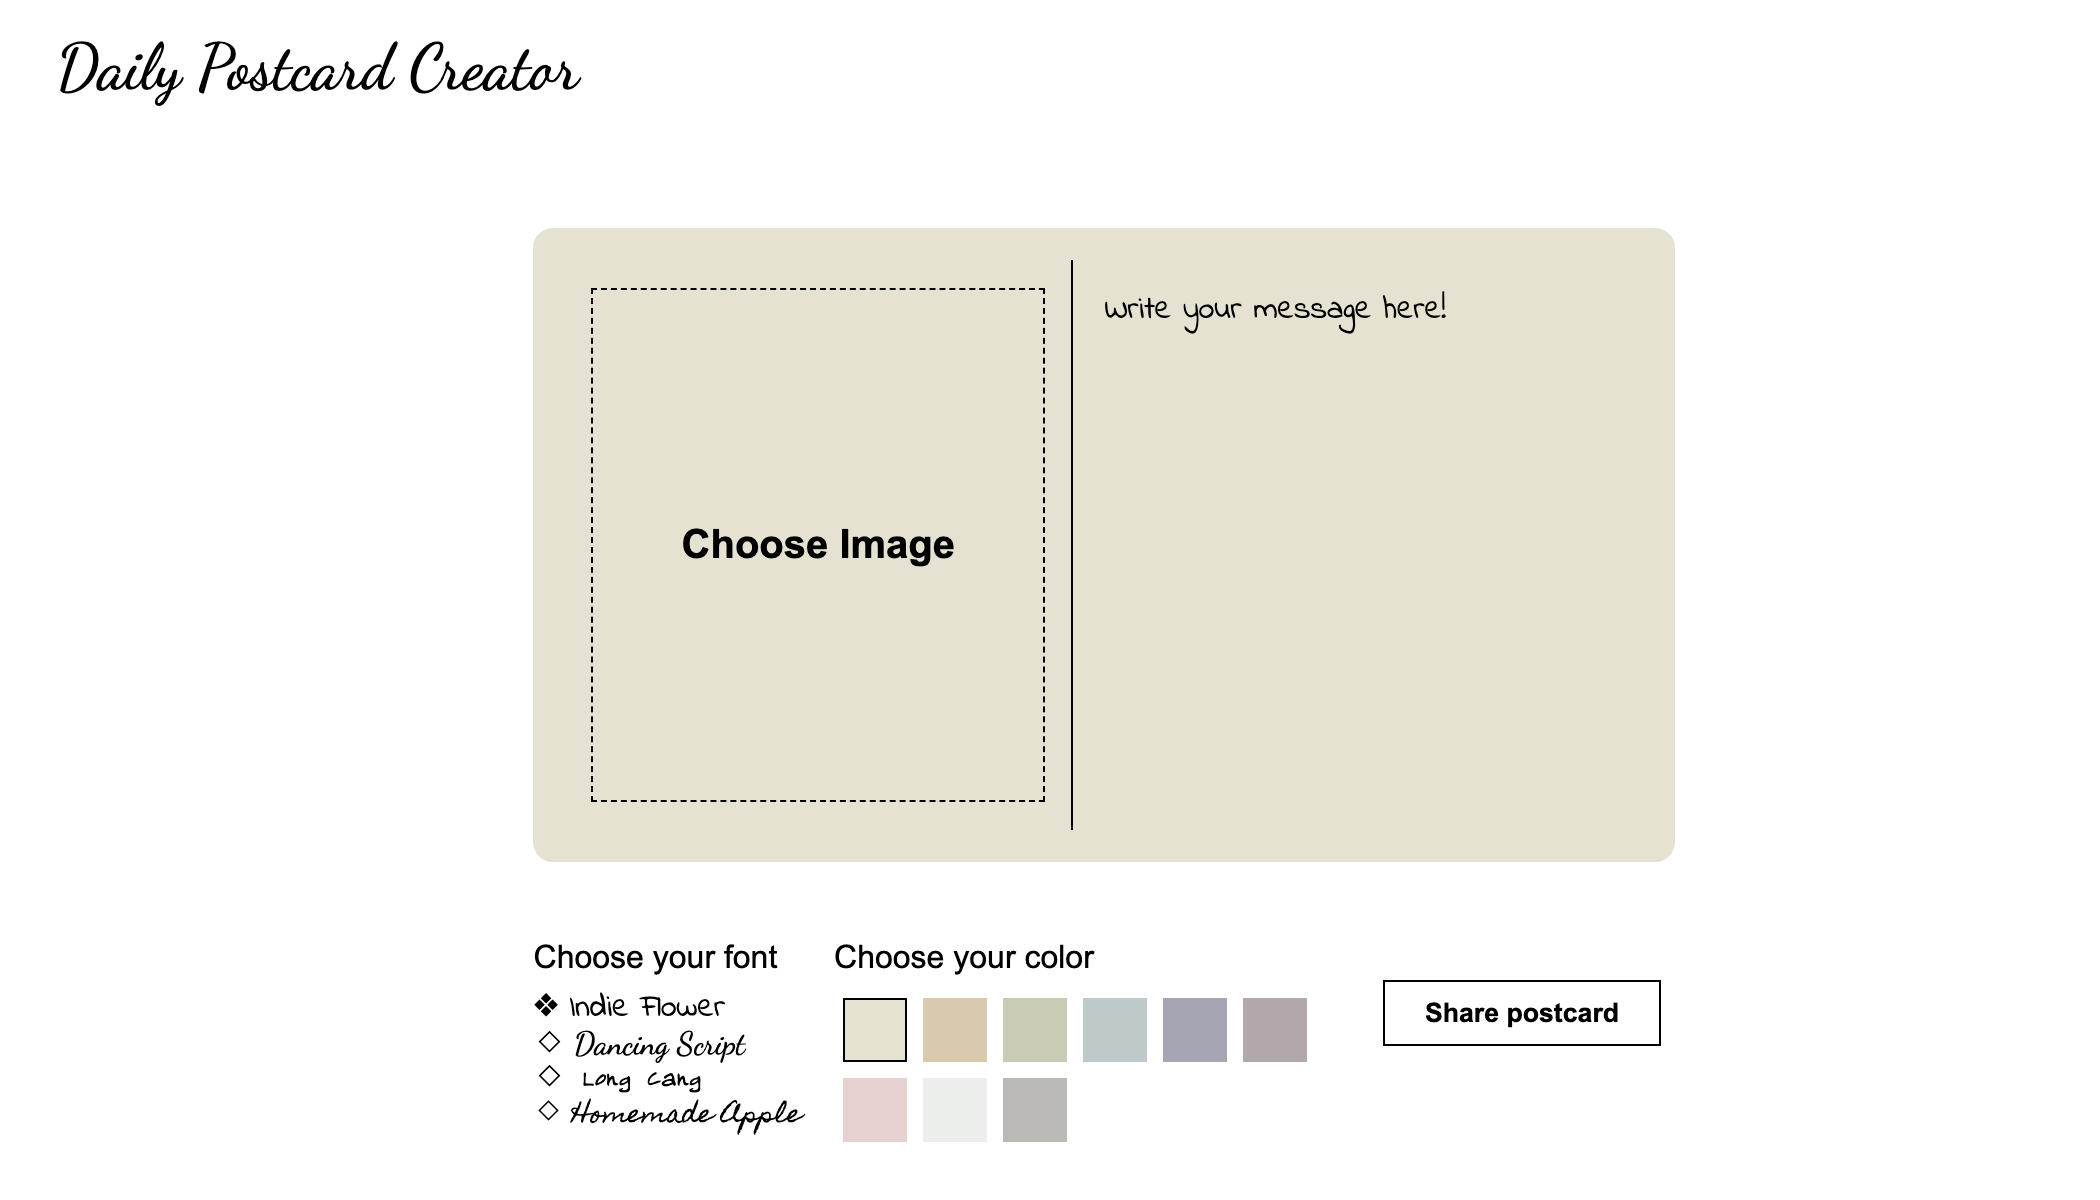 Daily Postcard Creator
Write your message here!
Choose Image
Choose your font
Indie Flower
Dancing Script
Long Cang
Homemade Apple
Choose your color
Share postcard